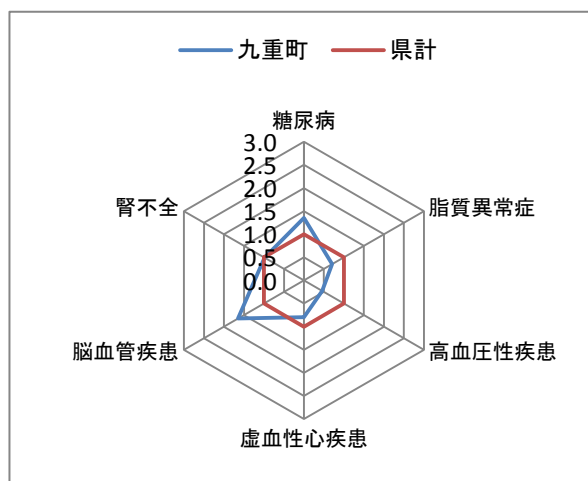 九重町 県計
糖尿病
3.0
2.5
2.0
1.5
1.0
0.5
0.0
脂質異常症
高血圧性疾患
虚血性心疾患
脳血管疾患
腎不全